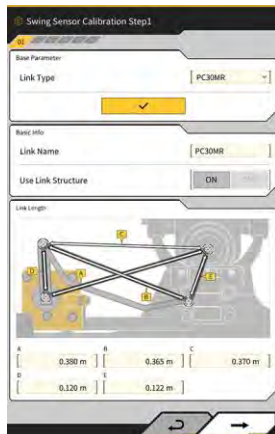 Swing Sensor Calibration Step1
01
Base Parameter
Link Type
PC30MR
Basic Info
Link Name
PC30MR
Use Link Structure
ON
Link Length
C
D
A
E
B
A
B
C
0.380 m
0.365 m
0.370 m
D
E
0.120 m
0.122 m